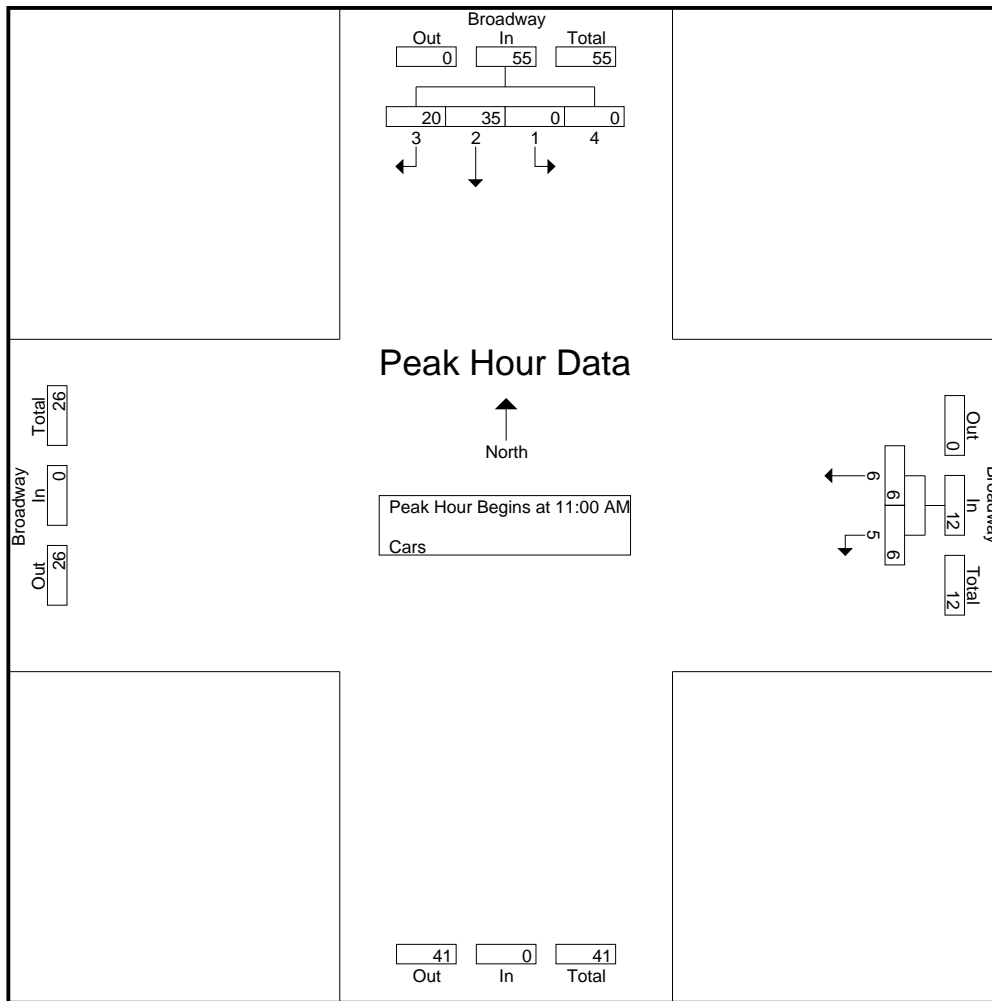 Broadway
Out In Total
0 55 55
20 35 0 0
3 2 1 4
Peak Hour Data
North
Peak Hour Begins at 11:00 AM
Cars
Broadway
Total In Out
26 0 26
Broadway
Out In Total
0 12 12
6 6
6 5
41 0 41
Out In Total